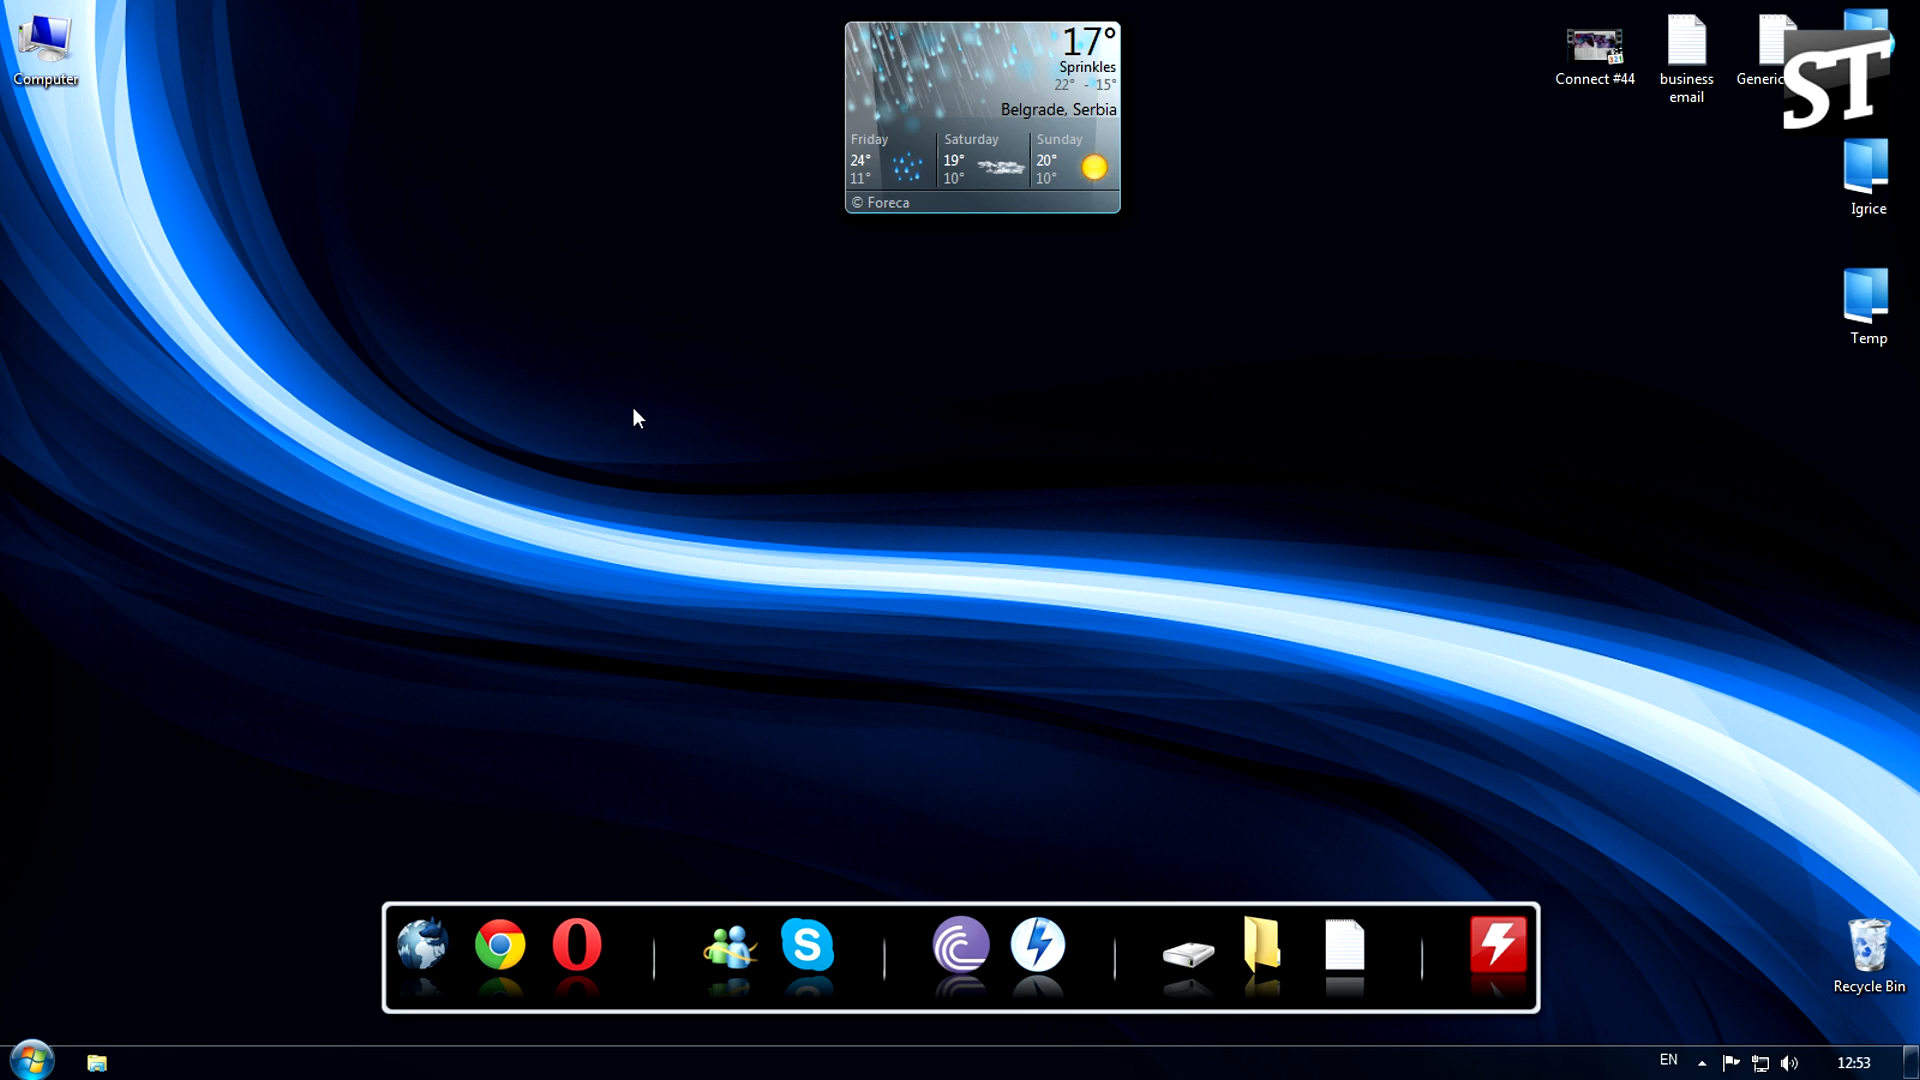 Computer
17°
Sprinkles
22° - 15°
Belgrade, Serbia
Friday
24°
11°
Saturday
19°
10°
Sunday
20°
10°
© Foreca
Connect #44
business
email
Generic
ST
Igrice
Temp
S
Recycle Bin
EN
12:53